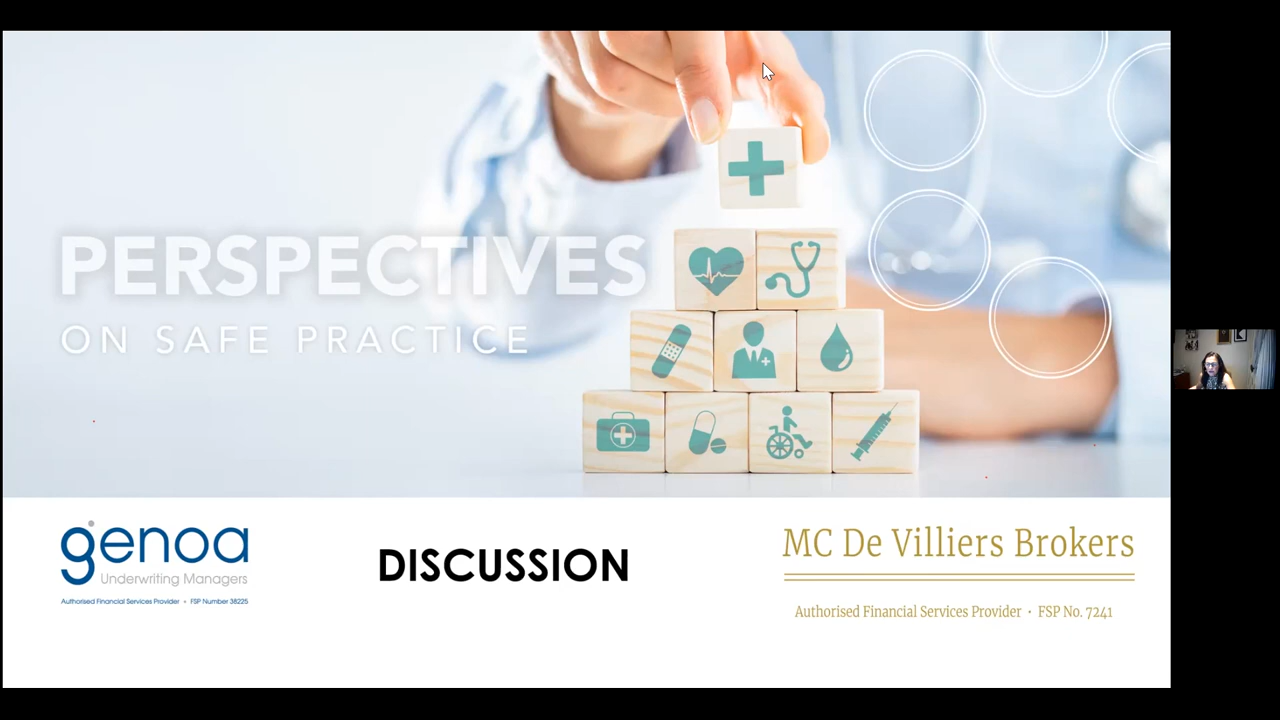 PERSPECTIVES
ON SAFE PRACTICE
genoa
Underwriting Managers
Authorised Financial Services Provider • FSP Number 38225
DISCUSSION
MC De Villiers Brokers
Authorised Financial Services Provider • FSP No. 7241